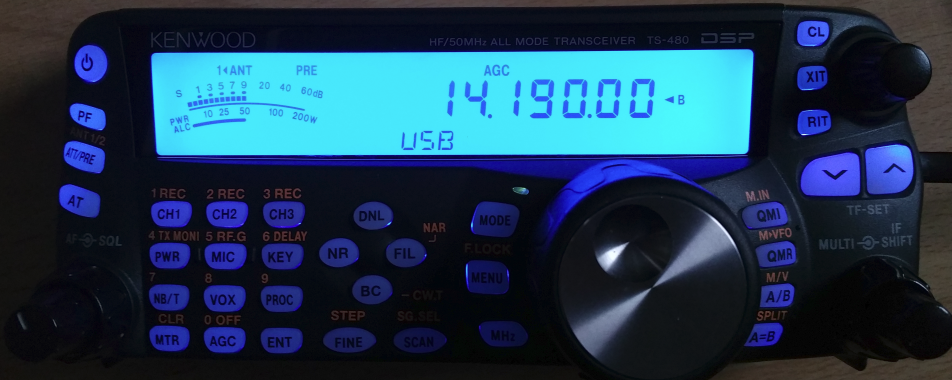 KENWOOD HF/50MHz ALL MODE TRANSCEIVER TS-480 DSP
CL
1◄ANT PRE AGC
S 1 3 5 7 9 20 40 60dB
14.190.00 ◄B
XIT
PWR 10 25 50 100 200W
ALC
USB
PF
RIT
ANT1/2
ATT/PRE
AT
TF-SET
1 REC 2 REC 3 REC
CH1 CH2 CH3
DNL
MODE
M.IN
QMI
AF SQL
4 TX MONI 5 RF.G 6 DELAY
NAR
PWR MIC KEY
NR FIL
F.LOCK
MENU
M▸VFO
QMR
MULTI IF SHIFT
7 8 9
NB/T VOX PROC
BC
CW.T
M/V
A/B
CLR 0 OFF
STEP SG.SEL
SPLIT
MTR AGC ENT
FINE SCAN
MHz
A=B